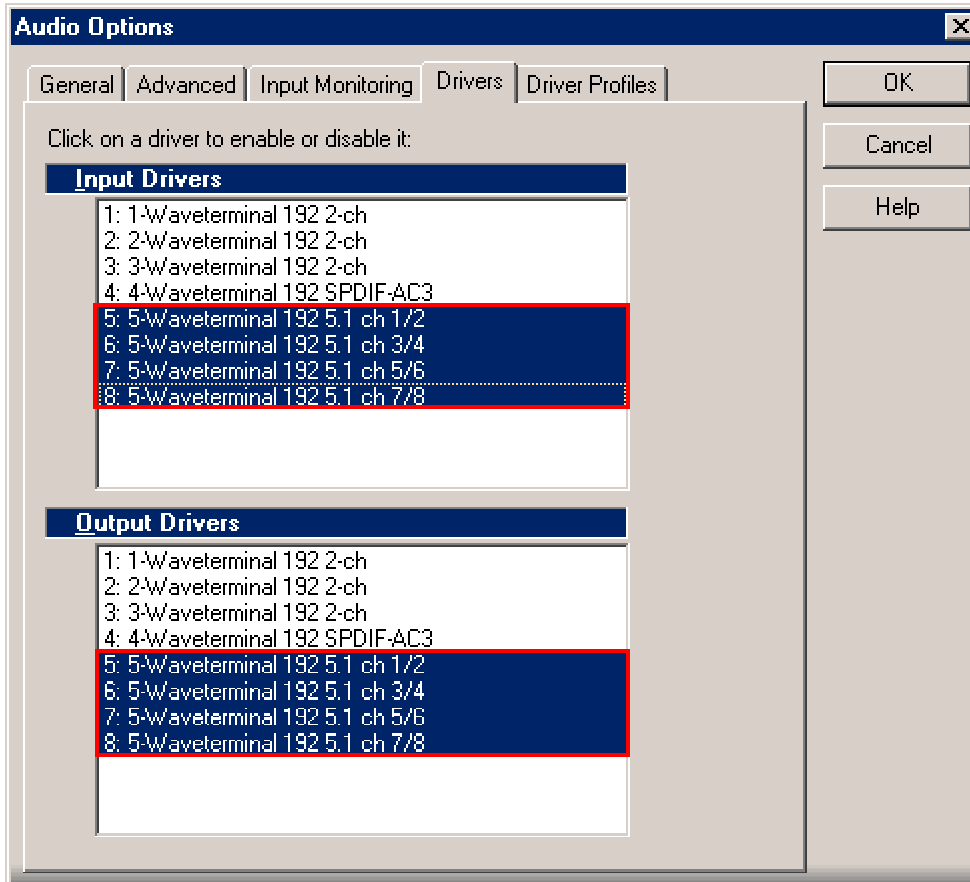 Audio Options
General Advanced Input Monitoring Drivers Driver Profiles
OK
Cancel
Help
Click on a driver to enable or disable it:
Input Drivers
1: 1-Waveterminal 192 2-ch
2: 2-Waveterminal 192 2-ch
3: 3-Waveterminal 192 2-ch
4: 4-Waveterminal 192 SPDIF-AC3
5: 5-Waveterminal 192 5.1 ch 1/2
6: 5-Waveterminal 192 5.1 ch 3/4
7: 5-Waveterminal 192 5.1 ch 5/6
8: 5-Waveterminal 192 5.1 ch 7/8
Output Drivers
1: 1-Waveterminal 192 2-ch
2: 2-Waveterminal 192 2-ch
3: 3-Waveterminal 192 2-ch
4: 4-Waveterminal 192 SPDIF-AC3
5: 5-Waveterminal 192 5.1 ch 1/2
6: 5-Waveterminal 192 5.1 ch 3/4
7: 5-Waveterminal 192 5.1 ch 5/6
8: 5-Waveterminal 192 5.1 ch 7/8